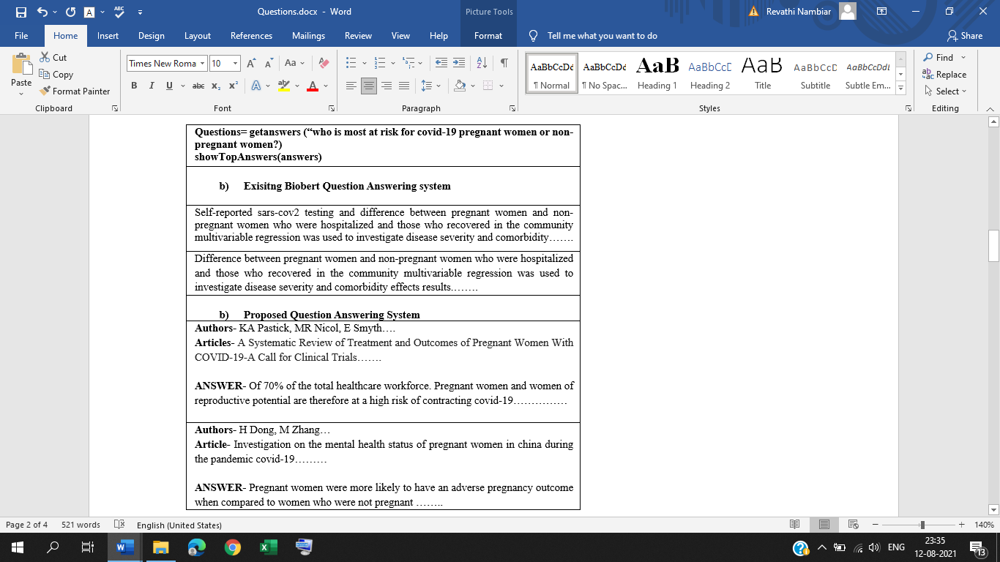 Questions.docx - Word
Picture Tools
Revathi Nambiar
File Home Insert Design Layout References Mailings Review View Help Format Tell me what you want to do Share
Paste
Cut
Copy
Format Painter
Clipboard
Times New Roma 10
Font
Paragraph
AaBbCcDd AaBbCcDd AaB AaBbCcD AaB AaBbCcD AaBbCcDd
¶ Normal ¶ No Spac... Heading 1 Heading 2 Title Subtitle Subtle Em...
Styles
Find
Replace
Select
Editing
Questions= getanswers (“who is most at risk for covid-19 pregnant women or non-
pregnant women?)
showTopAnswers(answers)
b) Exisitng Biobert Question Answering system
Self-reported sars-cov2 testing and difference between pregnant women and non-
pregnant women who were hospitalized and those who recovered in the community
multivariable regression was used to investigate disease severity and comorbidity…….
Difference between pregnant women and non-pregnant women who were hospitalized
and those who recovered in the community multivariable regression was used to
investigate disease severity and comorbidity effects results.…….
b) Proposed Question Answering System
Authors- KA Pastick, MR Nicol, E Smyth….
Articles- A Systematic Review of Treatment and Outcomes of Pregnant Women With
COVID-19-A Call for Clinical Trials…….
ANSWER- Of 70% of the total healthcare workforce. Pregnant women and women of
reproductive potential are therefore at a high risk of contracting covid-19……………
Authors- H Dong, M Zhang…
Article- Investigation on the mental health status of pregnant women in china during
the pandemic covid-19………
ANSWER- Pregnant women were more likely to have an adverse pregnancy outcome
when compared to women who were not pregnant ……..
Page 2 of 4 521 words English (United States) 140%
ENG
23:35
12-08-2021
13